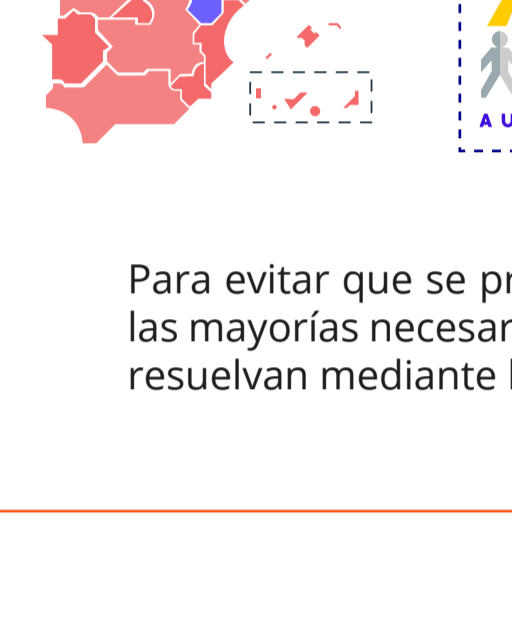 A U
Para evitar que se pr
las mayorías necesar
resuelvan mediante l